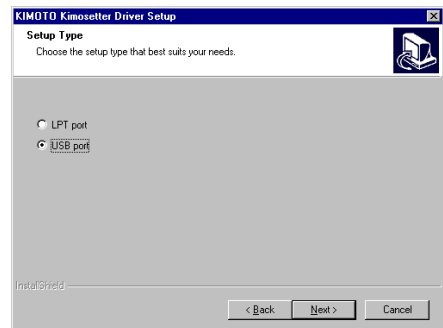 KIMOTO Kimosetter Driver Setup
Setup Type
Choose the setup type that best suits your needs.
LPT port
USB port
InstallShield
< Back
Next >
Cancel